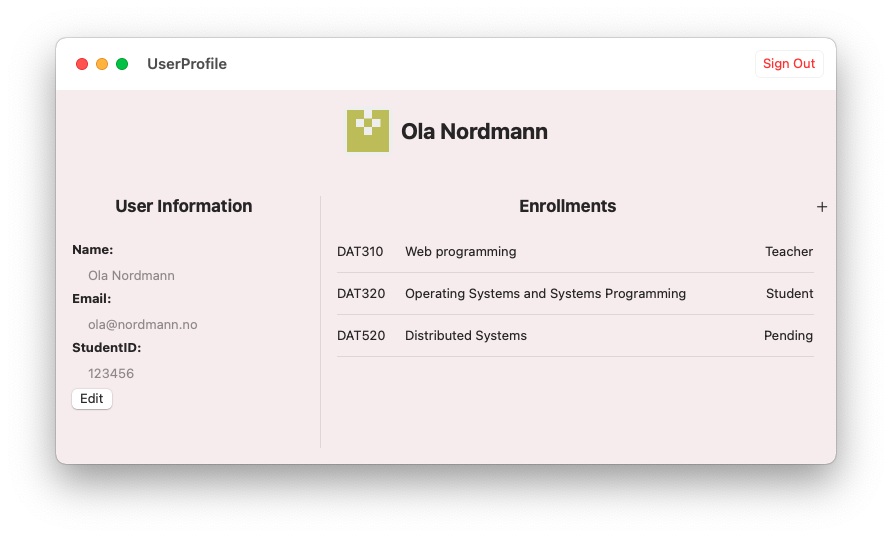 UserProfile
Sign Out
Ola Nordmann
User Information
Name:
Ola Nordmann
Email:
ola@nordmann.no
StudentID:
123456
Edit
Enrollments +
DAT310 Web programming Teacher
DAT320 Operating Systems and Systems Programming Student
DAT520 Distributed Systems Pending